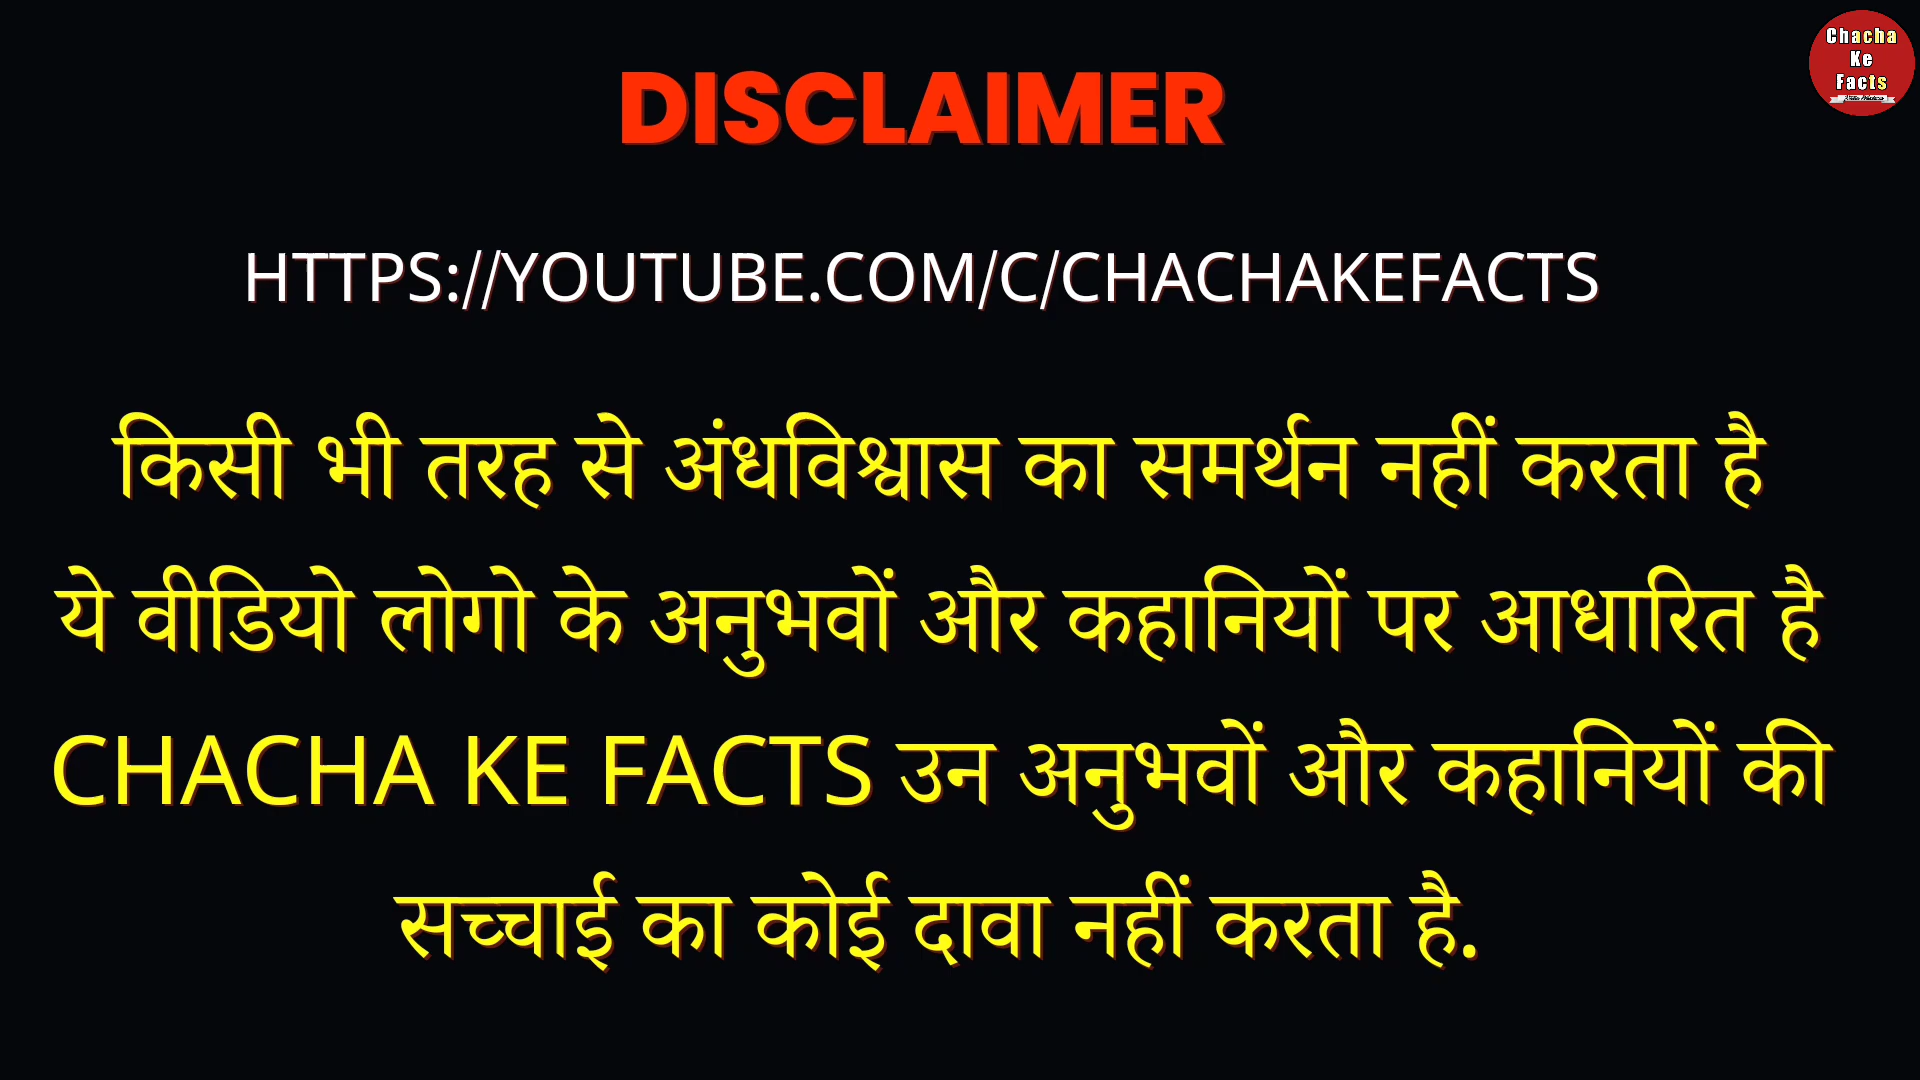 Chacha
Ke
Facts
DISCLAIMER
HTTPS://YOUTUBE.COM/C/CHACHAKEFACTS
किसी भी तरह से अंधविश्वास का समर्थन नहीं करता है
ये वीडियो लोगो के अनुभवों और कहानियों पर आधारित है
CHACHA KE FACTS उन अनुभवों और कहानियों की
सच्चाई का कोई दावा नहीं करता है.